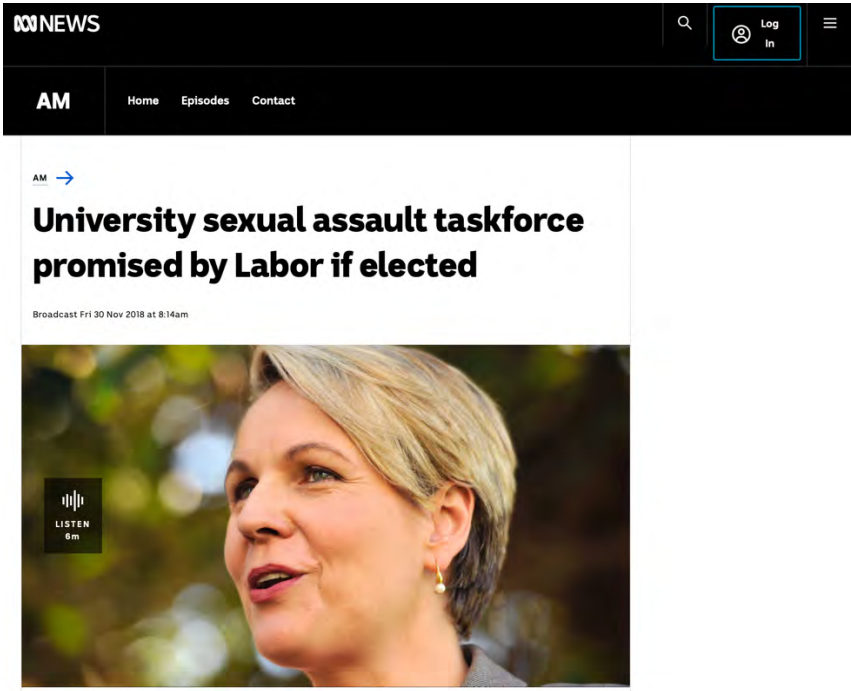 NEWS
Log
In
AM
Home Episodes Contact
AM
University sexual assault taskforce
promised by Labor if elected
Broadcast Fri 30 Nov 2018 at 8:14am
LISTEN
6m